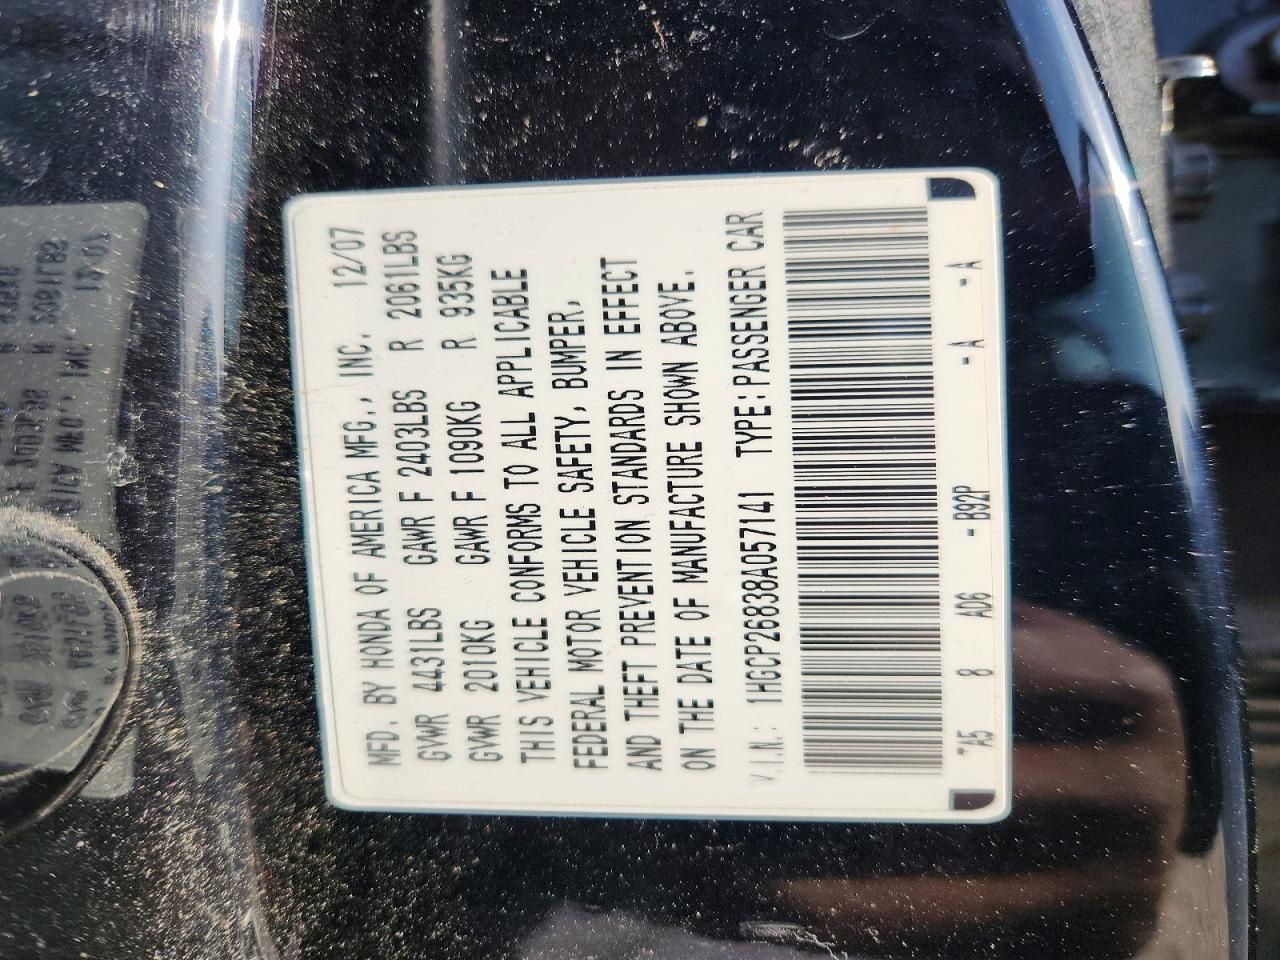 MFD. BY HONDA OF AMERICA MFG., INC. 12/07
GVWR 4431LBS GAWR F 2403LBS R 2061LBS
GVWR 2010KG GAWR F 1090KG R 935KG
THIS VEHICLE CONFORMS TO ALL APPLICABLE
FEDERAL MOTOR VEHICLE SAFETY, BUMPER,
AND THEFT PREVENTION STANDARDS IN EFFECT
ON THE DATE OF MANUFACTURE SHOWN ABOVE.
V.I.N.: 1HGCP26838A057141 TYPE:PASSENGER CAR
TA5 8 AD6 -B92P -A -A